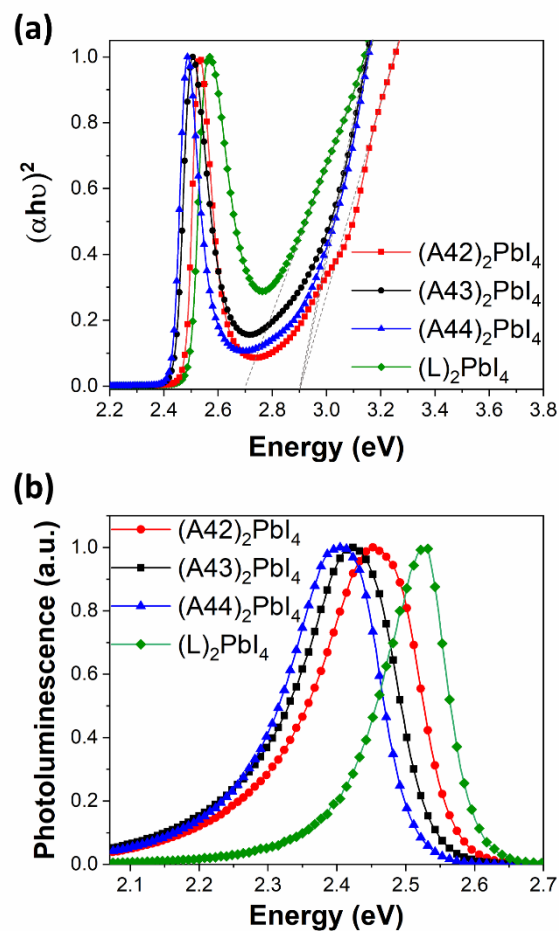 (a)
(αhυ)²
1.0
0.8
0.6
0.4
0.2
0.0
(A42)₂PbI₄
(A43)₂PbI₄
(A44)₂PbI₄
(L)₂PbI₄
2.2 2.4 2.6 2.8 3.0 3.2 3.4 3.6 3.8
Energy (eV)
(b)
Photoluminescence (a.u.)
1.0
0.8
0.6
0.4
0.2
0.0
(A42)₂PbI₄
(A43)₂PbI₄
(A44)₂PbI₄
(L)₂PbI₄
2.1 2.2 2.3 2.4 2.5 2.6 2.7
Energy (eV)